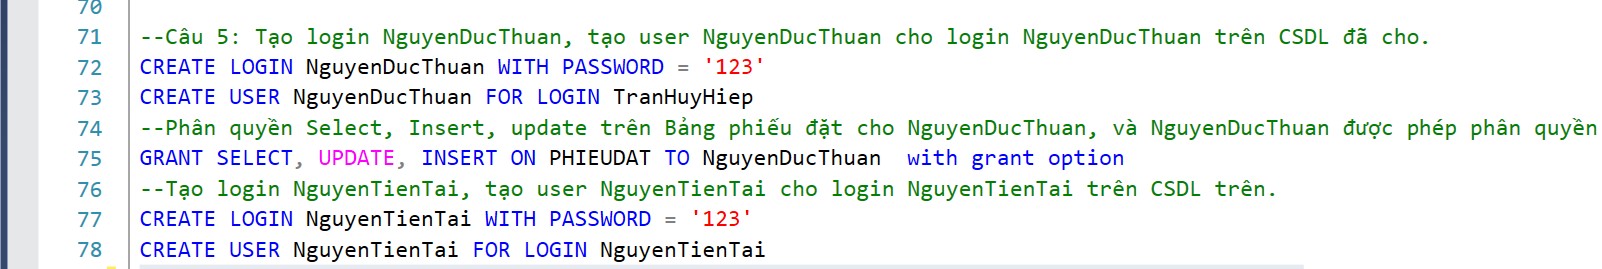 70
71 --Câu 5: Tạo login NguyenDucThuan, tạo user NguyenDucThuan cho login NguyenDucThuan trên CSDL đã cho.
72 CREATE LOGIN NguyenDucThuan WITH PASSWORD = '123'
73 CREATE USER NguyenDucThuan FOR LOGIN TranHuyHiep
74 --Phân quyền Select, Insert, update trên Bảng phiếu đặt cho NguyenDucThuan, và NguyenDucThuan được phép phân quyền
75 GRANT SELECT, UPDATE, INSERT ON PHIEUDAT TO NguyenDucThuan  with grant option
76 --Tạo login NguyenTienTai, tạo user NguyenTienTai cho login NguyenTienTai trên CSDL trên.
77 CREATE LOGIN NguyenTienTai WITH PASSWORD = '123'
78 CREATE USER NguyenTienTai FOR LOGIN NguyenTienTai